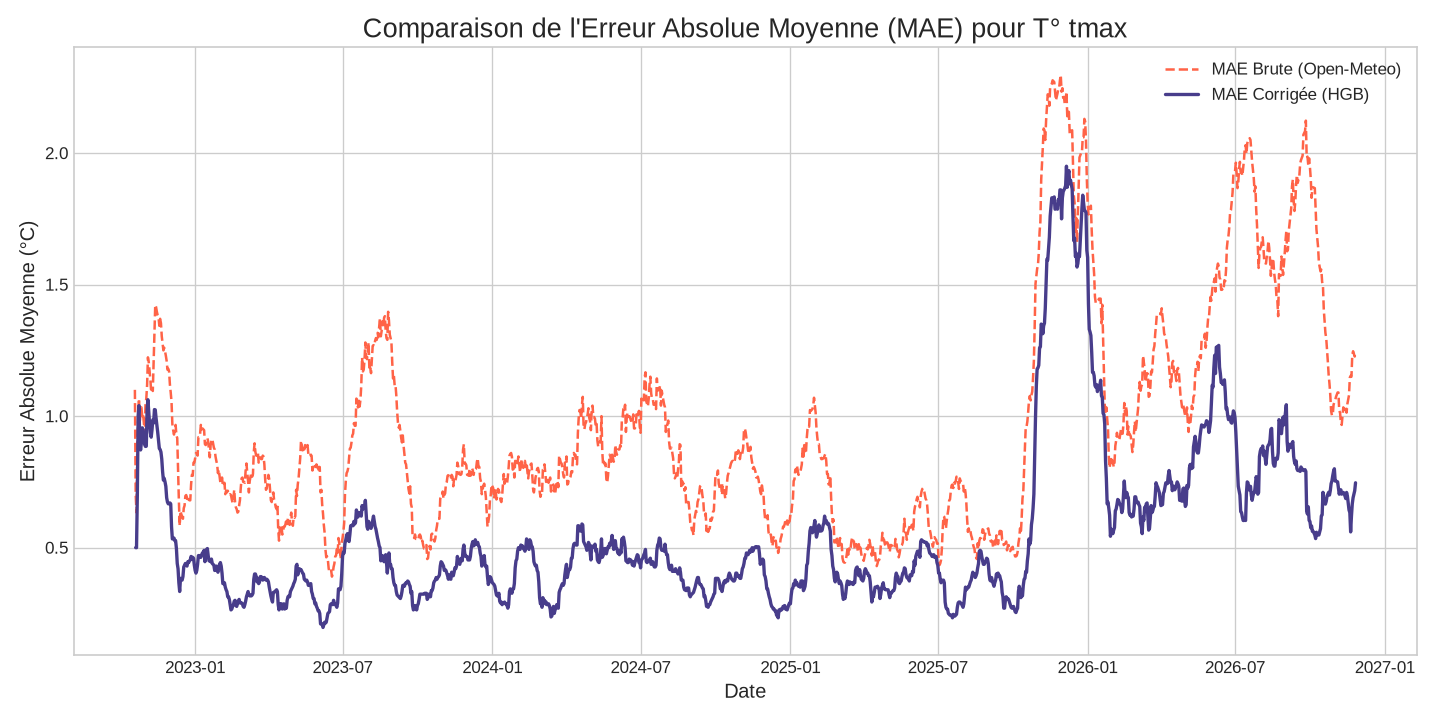 Comparaison de l'Erreur Absolue Moyenne (MAE) pour T° tmax
MAE Brute (Open-Meteo)
MAE Corrigée (HGB)
Erreur Absolue Moyenne (°C)
2.0
1.5
1.0
0.5
2023-01
2023-07
2024-01
2024-07
2025-01
2025-07
2026-01
2026-07
2027-01
Date